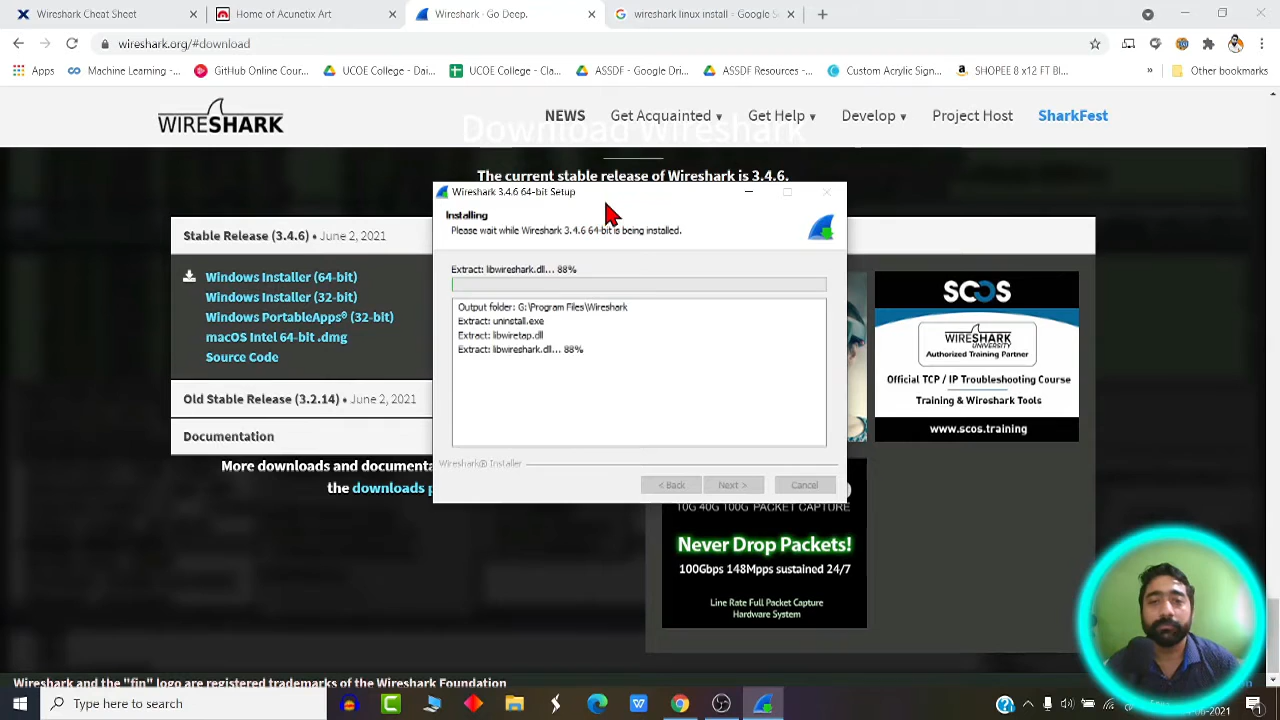 Home of Acunetix Art
Wireshark · Go Deep.
wireshark linux install - Google S
wireshark.org/#download
Apps
Machine Learning -...
GitHub Online Cour...
UCOE College - Dai...
UCOE College Class...
ASSDF - Google Dri...
ASSDF Resources -...
Custom Acrylic Sign...
SHOPEE 8 x12 FT Bl...
»
Other bookmarks
WIRESHARK
NEWS
Get Acquainted ▾
Get Help ▾
Develop ▾
Project Host
SharkFest
Download Wireshark
The current stable release of Wireshark is 3.4.6.
Stable Release (3.4.6) • June 2, 2021
Windows Installer (64-bit)
Windows Installer (32-bit)
Windows PortableApps® (32-bit)
macOS Intel 64-bit .dmg
Source Code
Old Stable Release (3.2.14) • June 2, 2021
Documentation
More downloads and documenta
the downloads p
Wireshark 3.4.6 64-bit Setup
Installing
Please wait while Wireshark 3.4.6 64-bit is being installed.
Extract: libwireshark.dll... 88%
Output folder: G:\Program Files\Wireshark
Extract: uninstall.exe
Extract: libwiretap.dll
Extract: libwireshark.dll... 88%
Wireshark® Installer
< Back
Next >
Cancel
SCOS
WIRESHARK
UNIVERSITY
Authorized Training Partner
Official TCP / IP Troubleshooting Course
Training & Wireshark Tools
www.scos.training
10G 40G 100G PACKET CAPTURE
Never Drop Packets!
100Gbps 148Mpps sustained 24/7
Line Rate Full Packet Capture
Hardware System
Wireshark and the "fin" logo are registered trademarks of the Wireshark Foundation
Type here to search